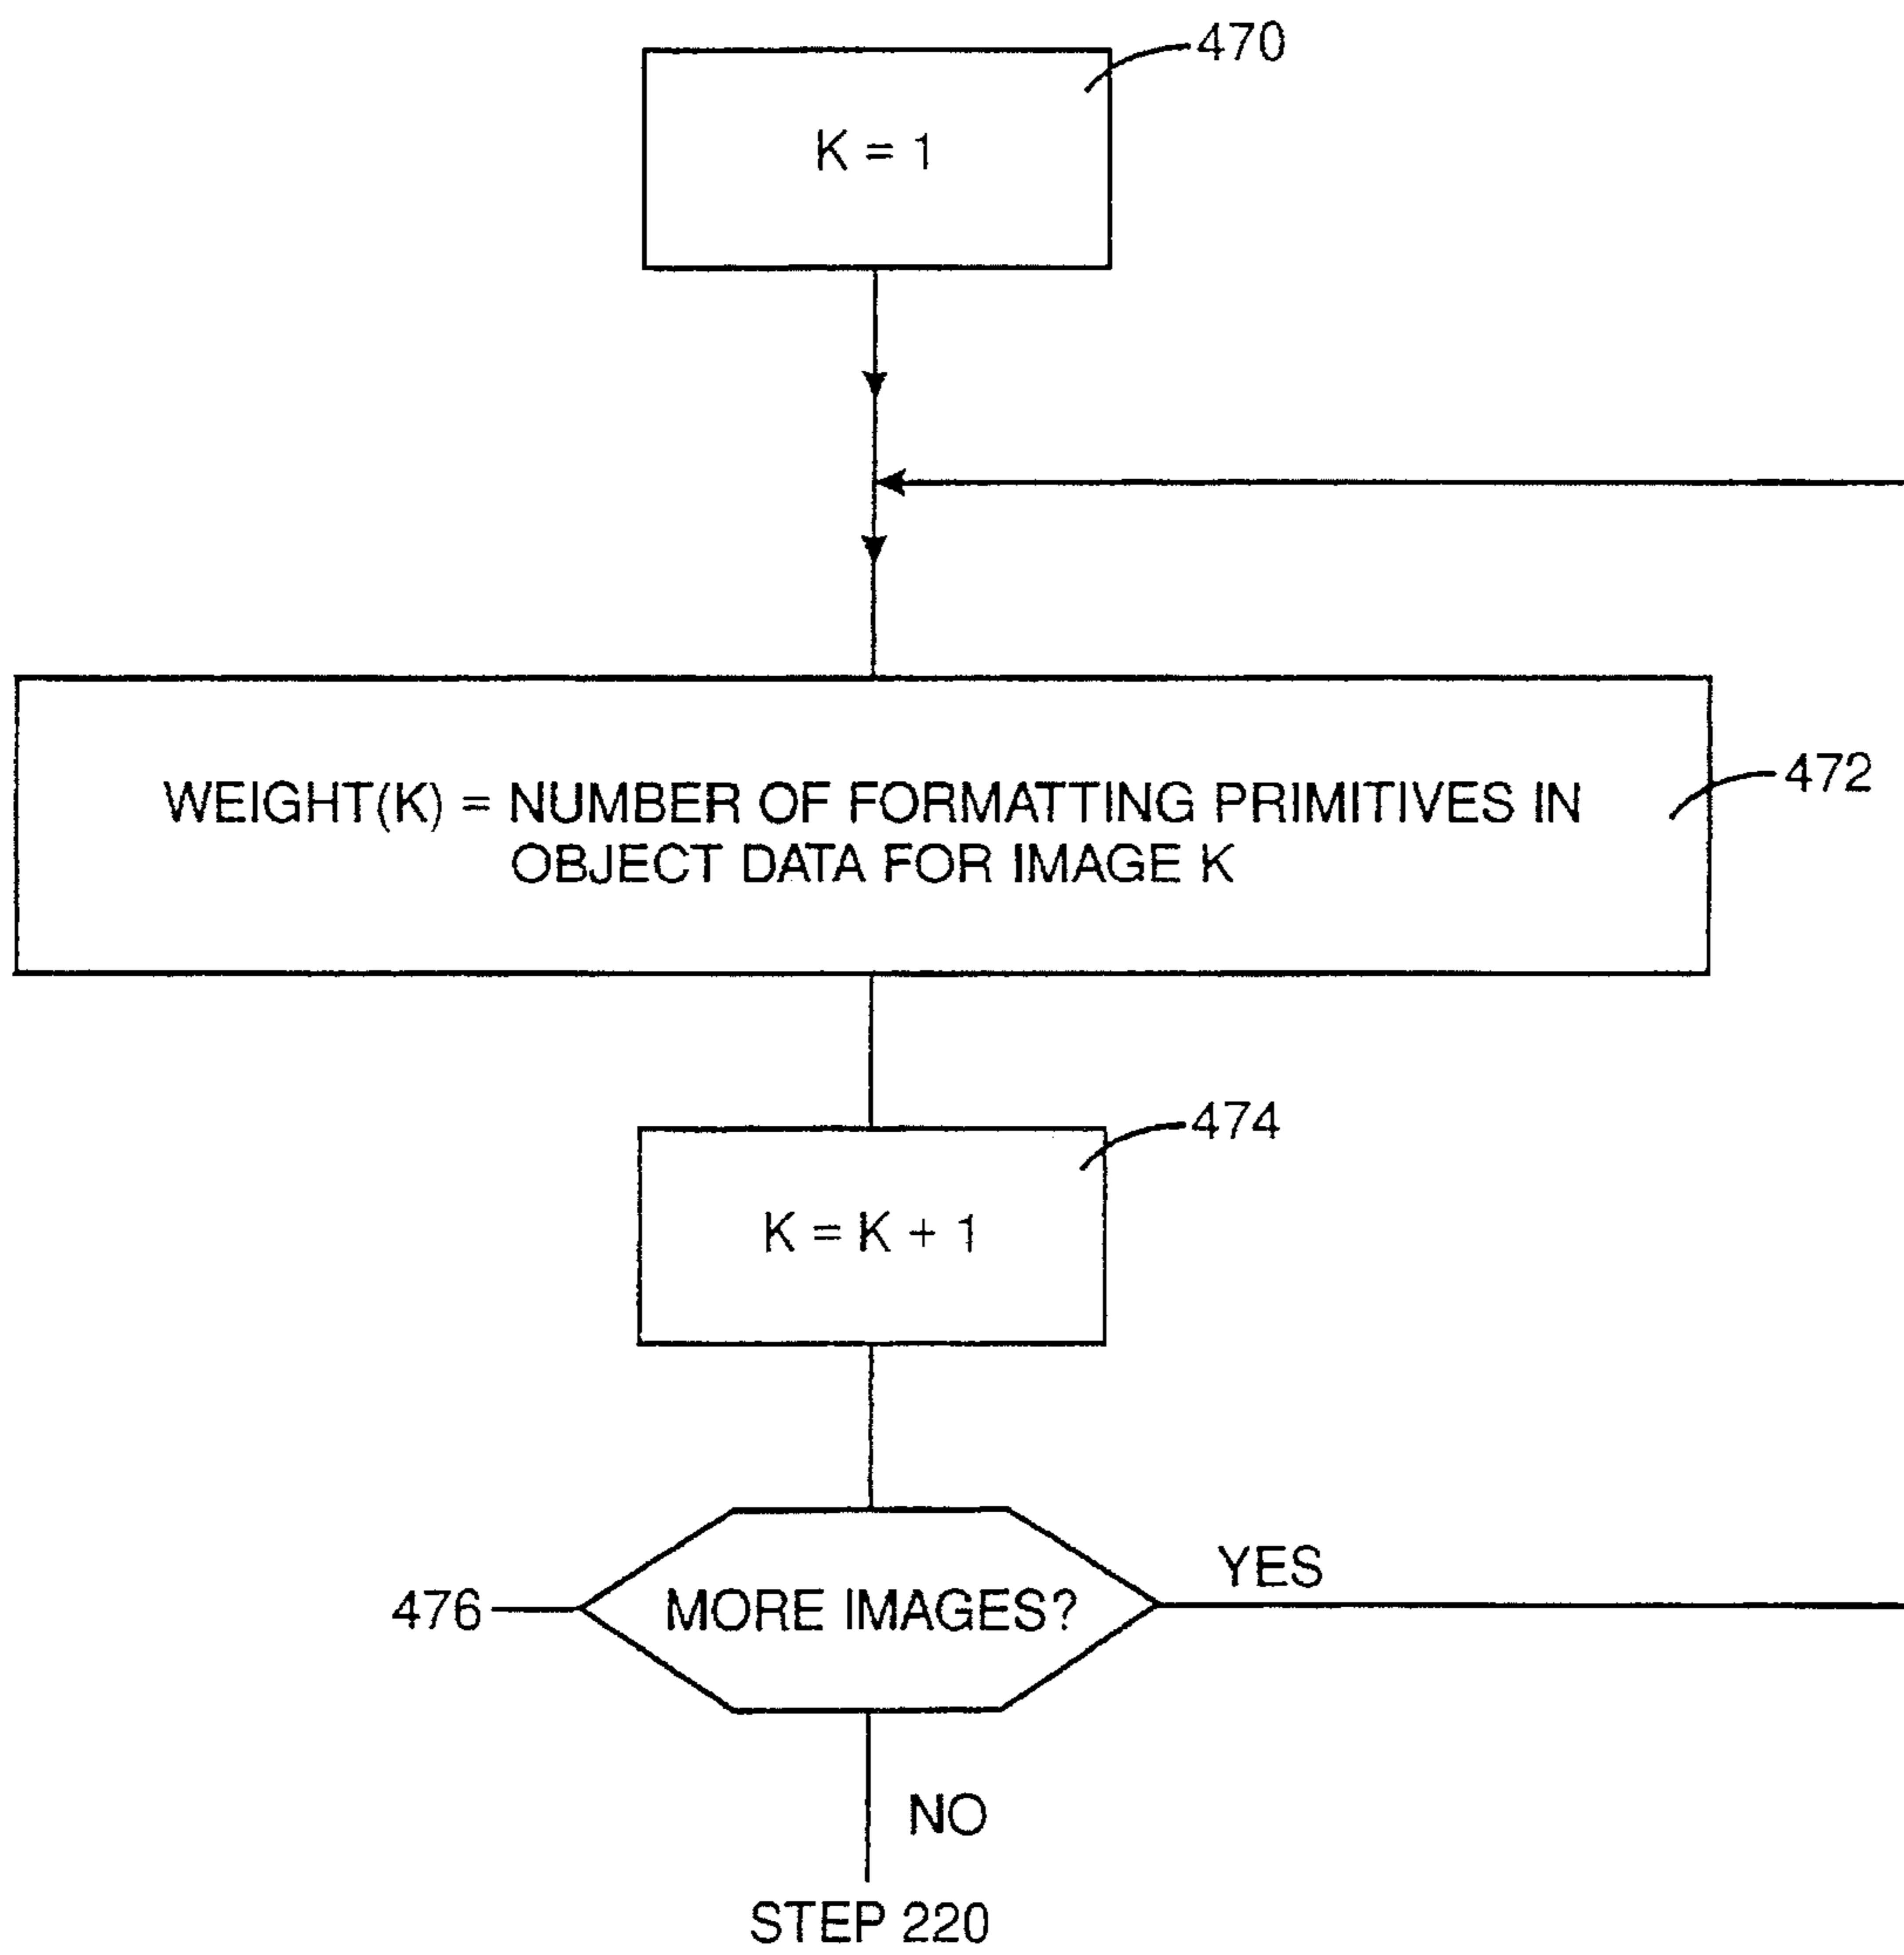 470
K = 1
WEIGHT(K) = NUMBER OF FORMATTING PRIMITIVES IN
OBJECT DATA FOR IMAGE K
472
474
K = K + 1
476
MORE IMAGES?
YES
NO
STEP 220